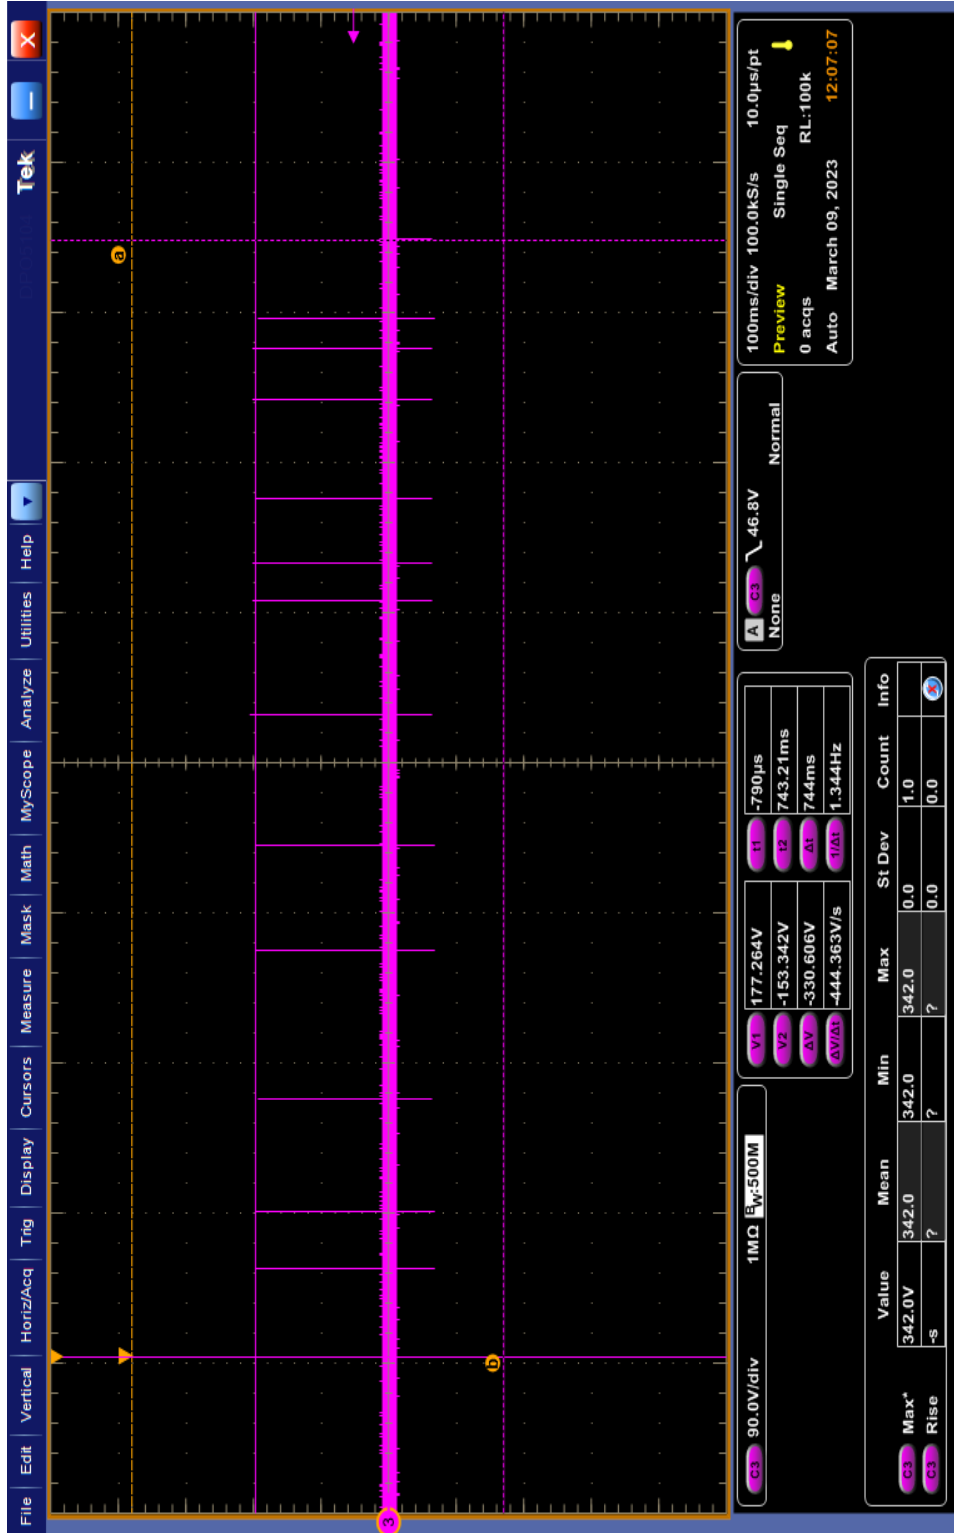 File Edit Vertical Horiz/Acq Trig Display Cursors Measure Mask Math MyScope Analyze Utilities Help Tek X
a
b
3
C3 90.0V/div 1MΩ BW:500M
V1 177.264V t1 -790µs
V2 -153.342V t2 743.21ms
ΔV -330.606V Δt 744ms
ΔV/Δt -444.363V/s 1/Δt 1.344Hz
A C3 46.8V
None Normal
100ms/div 100.0kS/s 10.0µs/pt
Preview Single Seq
0 acqs RL:100k
Auto March 09, 2023 12:07:07
Value Mean Min Max St Dev Count Info
C3 Max* 342.0V 342.0 342.0 342.0 0.0 1.0
C3 Rise -s ? ? ? 0.0 0.0